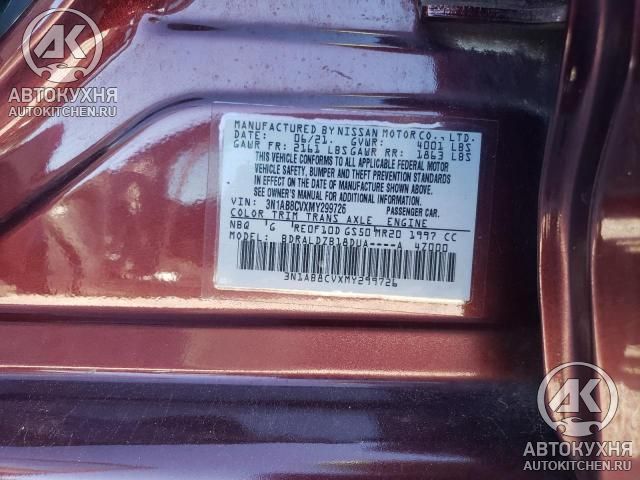 АК
АВТОКУХНЯ
AUTOKITCHEN.RU
MANUFACTURED BY NISSAN MOTOR CO., LTD.
DATE: 06/21 GVWR: 4001 LBS
GAWR FR: 2161 LBS GAWR RR: 1863 LBS
THIS VEHICLE CONFORMS TO ALL APPLICABLE FEDERAL MOTOR
VEHICLE SAFETY, BUMPER AND THEFT PREVENTION STANDARDS
IN EFFECT ON THE DATE OF MANUFACTURE SHOWN ABOVE.
SEE OWNER'S MANUAL FOR ADDITIONAL INFORMATION
VIN: 3N1AB8CVXMY299726 PASSENGER CAR.
COLOR TRIM TRANS AXLE ENGINE
NBQ 'G 'RE0F10D GS50 MR20 1997 CC
MODEL: BDRALDZB18DUA----A 47000
3N1AB8CVXMY299726
АК
АВТОКУХНЯ
AUTOKITCHEN.RU